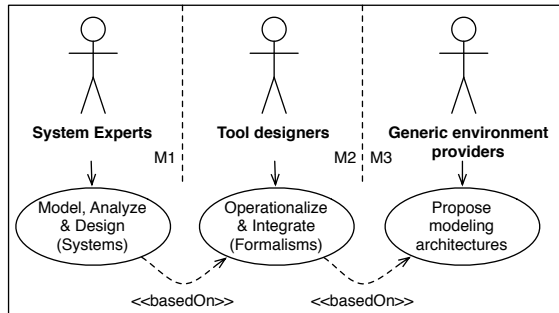 System Experts
Tool designers
Generic environment
providers
M1
M2
M3
Model, Analyze
& Design
(Systems)
Operationalize
& Integrate
(Formalisms)
Propose
modeling
architectures
<<basedOn>>
<<basedOn>>